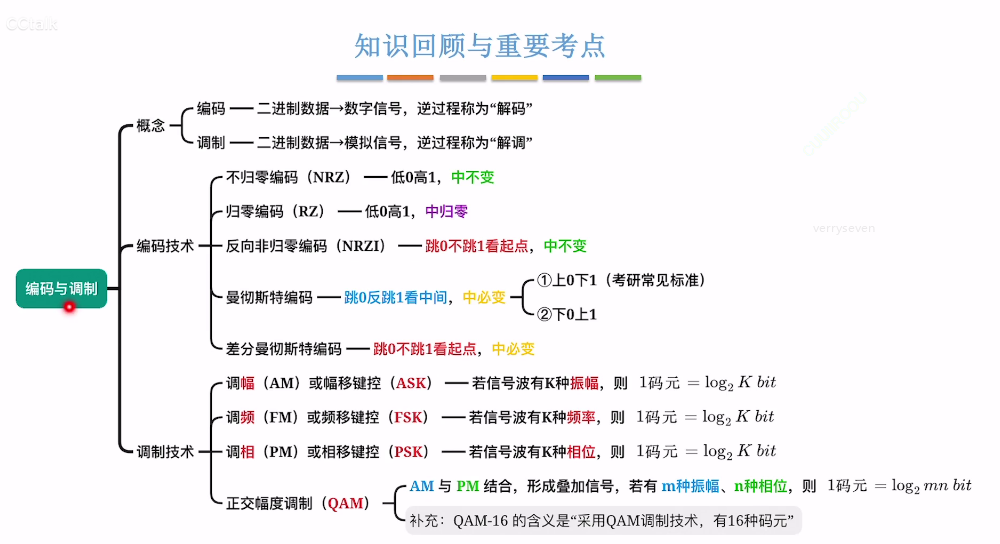 CCtalk
知识回顾与重要考点
概念
编码
二进制数据→数字信号，逆过程称为“解码”
调制
二进制数据→模拟信号，逆过程称为“解调”
编码与调制
编码技术
不归零编码（NRZ）
低0高1，中不变
归零编码（RZ）
低0高1，中归零
反向非归零编码（NRZI）
跳0不跳1看起点，中不变
曼彻斯特编码
跳0反跳1看中间，中必变
①上0下1（考研常见标准）
②下0上1
差分曼彻斯特编码
跳0不跳1看起点，中必变
调制技术
调幅（AM）或幅移键控（ASK）
若信号波有K种振幅，则 1码元 = log₂ K bit
调频（FM）或频移键控（FSK）
若信号波有K种频率，则 1码元 = log₂ K bit
调相（PM）或相移键控（PSK）
若信号波有K种相位，则 1码元 = log₂ K bit
正交幅度调制（QAM）
AM 与 PM 结合，形成叠加信号，若有 m种振幅、n种相位，则 1码元 = log₂ mn bit
补充：QAM-16 的含义是“采用QAM调制技术，有16种码元”
verryseven